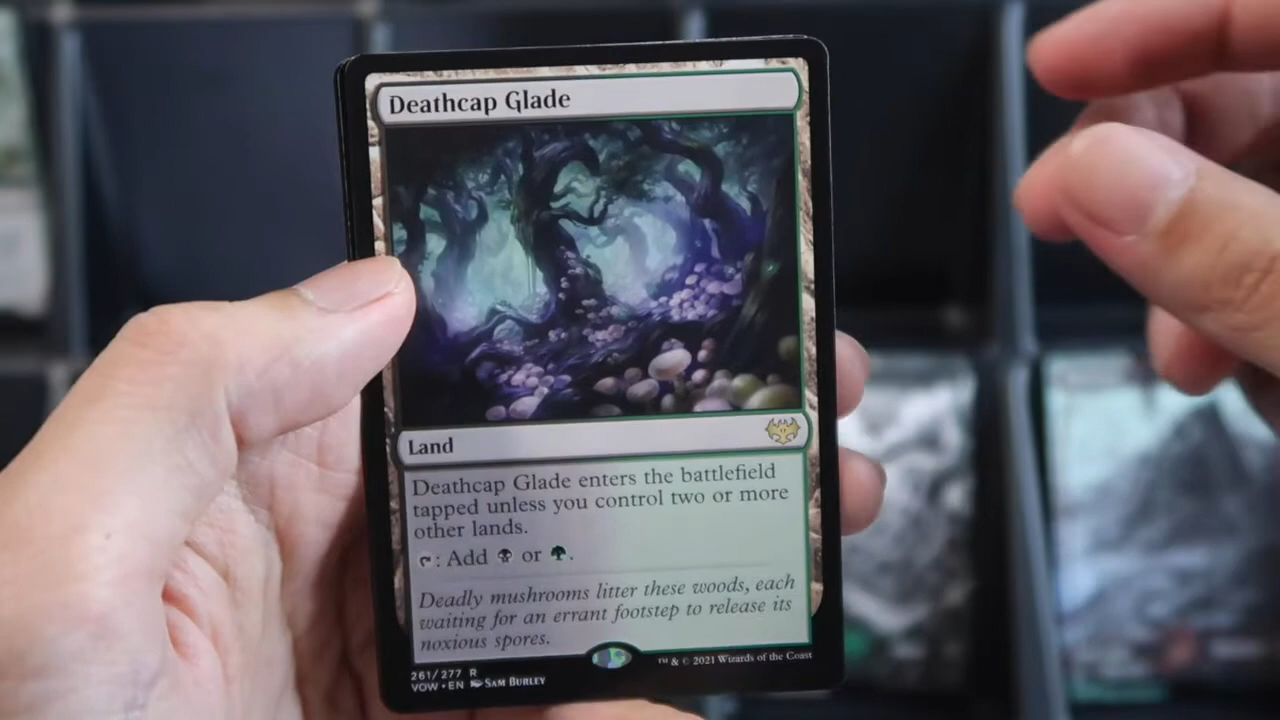 Deathcap Glade
Land
Deathcap Glade enters the battlefield
tapped unless you control two or more
other lands.
: Add or .
Deadly mushrooms litter these woods, each
waiting for an errant footstep to release its
noxious spores.
261/277 R
VOW • EN SAM BURLEY
™ & © 2021 Wizards of the Coast